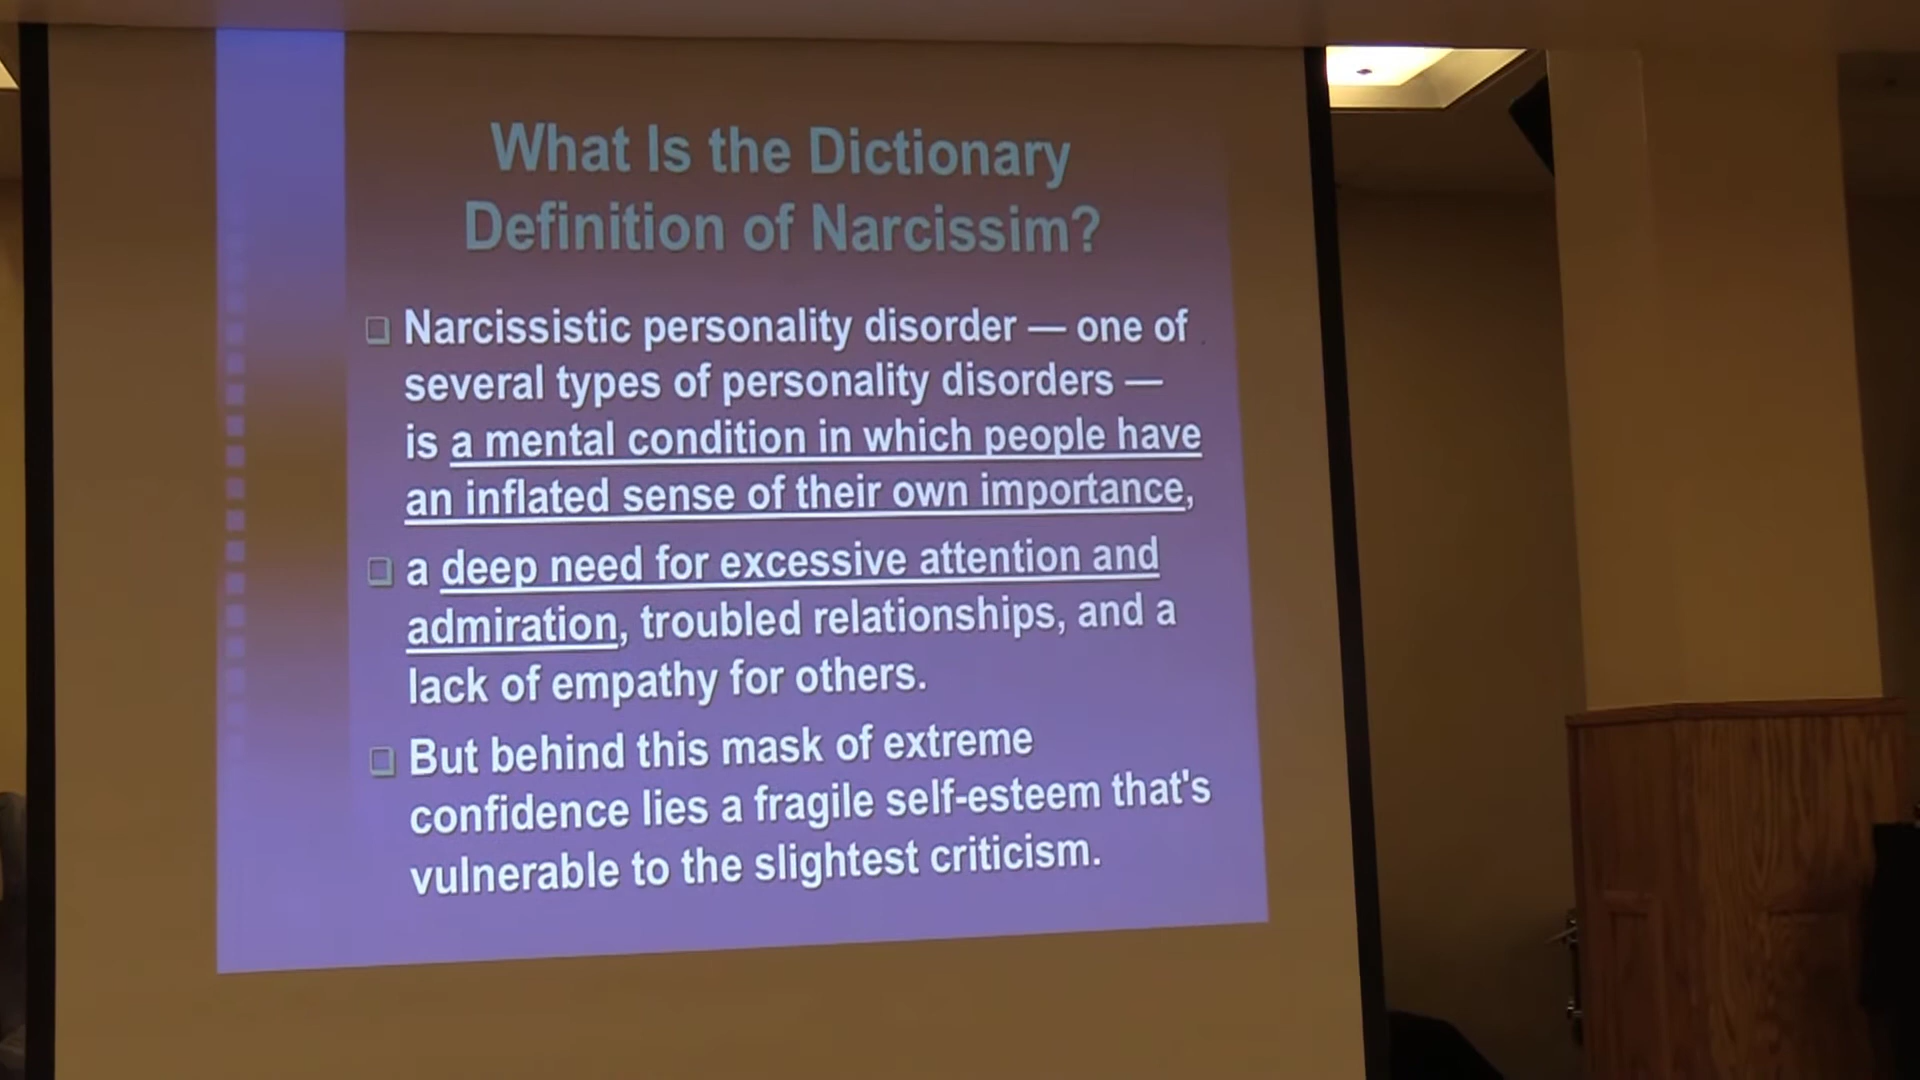 What Is the Dictionary
Definition of Narcissim?
Narcissistic personality disorder — one of
several types of personality disorders —
is a mental condition in which people have
an inflated sense of their own importance,
a deep need for excessive attention and
admiration, troubled relationships, and a
lack of empathy for others.
But behind this mask of extreme
confidence lies a fragile self-esteem that's
vulnerable to the slightest criticism.